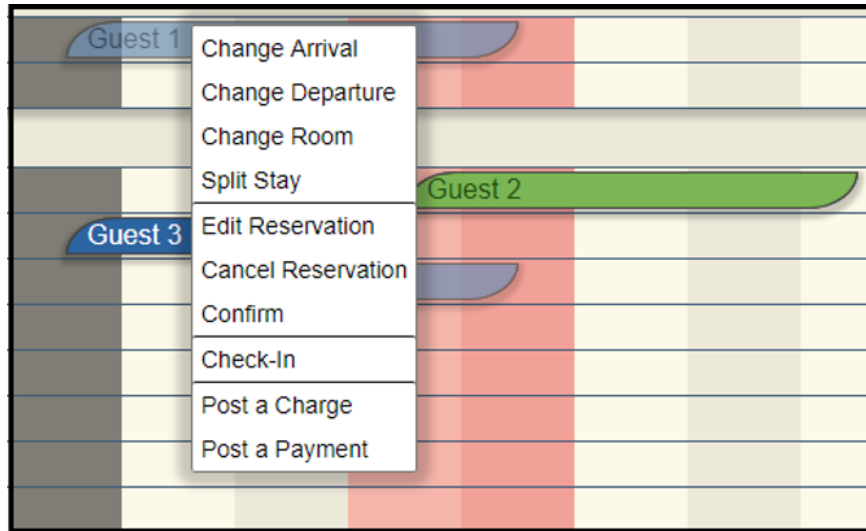 Guest 1
Change Arrival
Change Departure
Change Room
Split Stay
Guest 2
Edit Reservation
Guest 3
Cancel Reservation
Confirm
Check-In
Post a Charge
Post a Payment